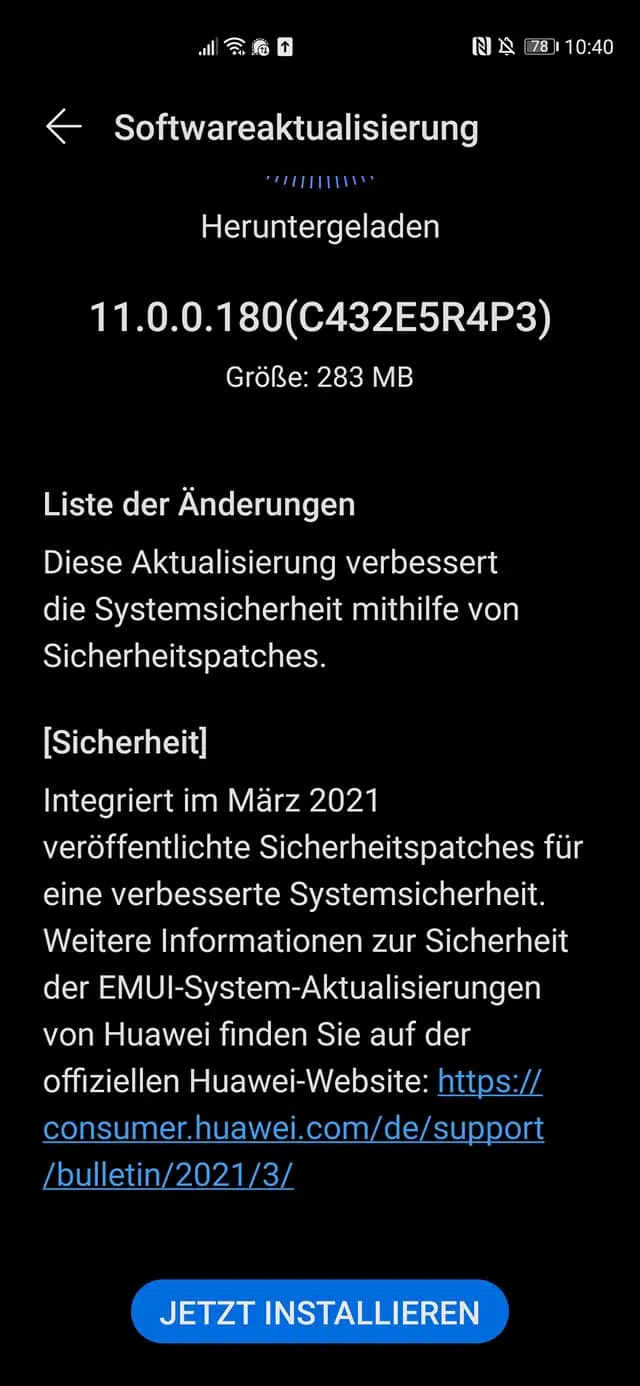 78 10:40
Softwareaktualisierung
Heruntergeladen
11.0.0.180(C432E5R4P3)
Größe: 283 MB
Liste der Änderungen
Diese Aktualisierung verbessert
die Systemsicherheit mithilfe von
Sicherheitspatches.
[Sicherheit]
Integriert im März 2021
veröffentlichte Sicherheitspatches für
eine verbesserte Systemsicherheit.
Weitere Informationen zur Sicherheit
der EMUI-System-Aktualisierungen
von Huawei finden Sie auf der
offiziellen Huawei-Website: https://
consumer.huawei.com/de/support
/bulletin/2021/3/
JETZT INSTALLIEREN